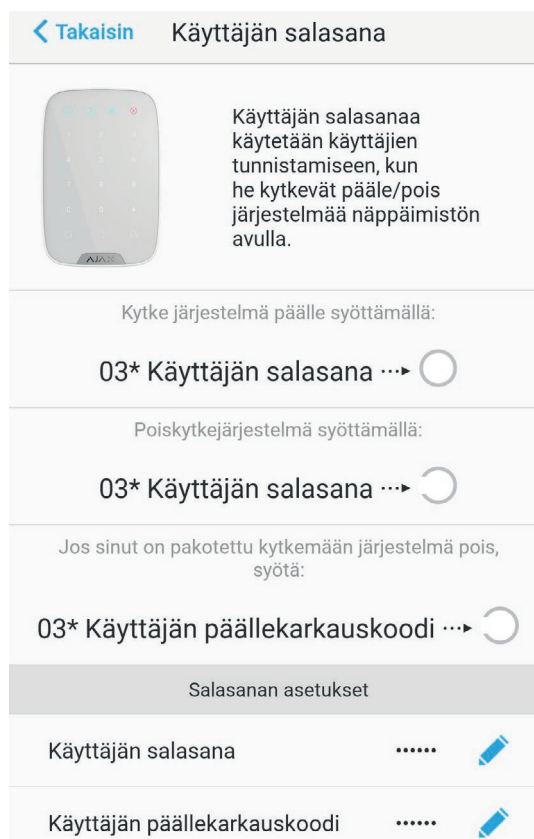 Takaisin Käyttäjän salasana
Käyttäjän salasanaa
käytetään käyttäjien
tunnistamiseen, kun
he kytkevät pääle/pois
järjestelmää näppäimistön
avulla.
AJAX
Kytke järjestelmä päälle syöttämällä:
03* Käyttäjän salasana
Poiskytkejärjestelmä syöttämällä:
03* Käyttäjän salasana
Jos sinut on pakotettu kytkemään järjestelmä pois,
syötä:
03* Käyttäjän päällekarkauskoodi
Salasanan asetukset
Käyttäjän salasana ••••••
Käyttäjän päällekarkauskoodi ••••••